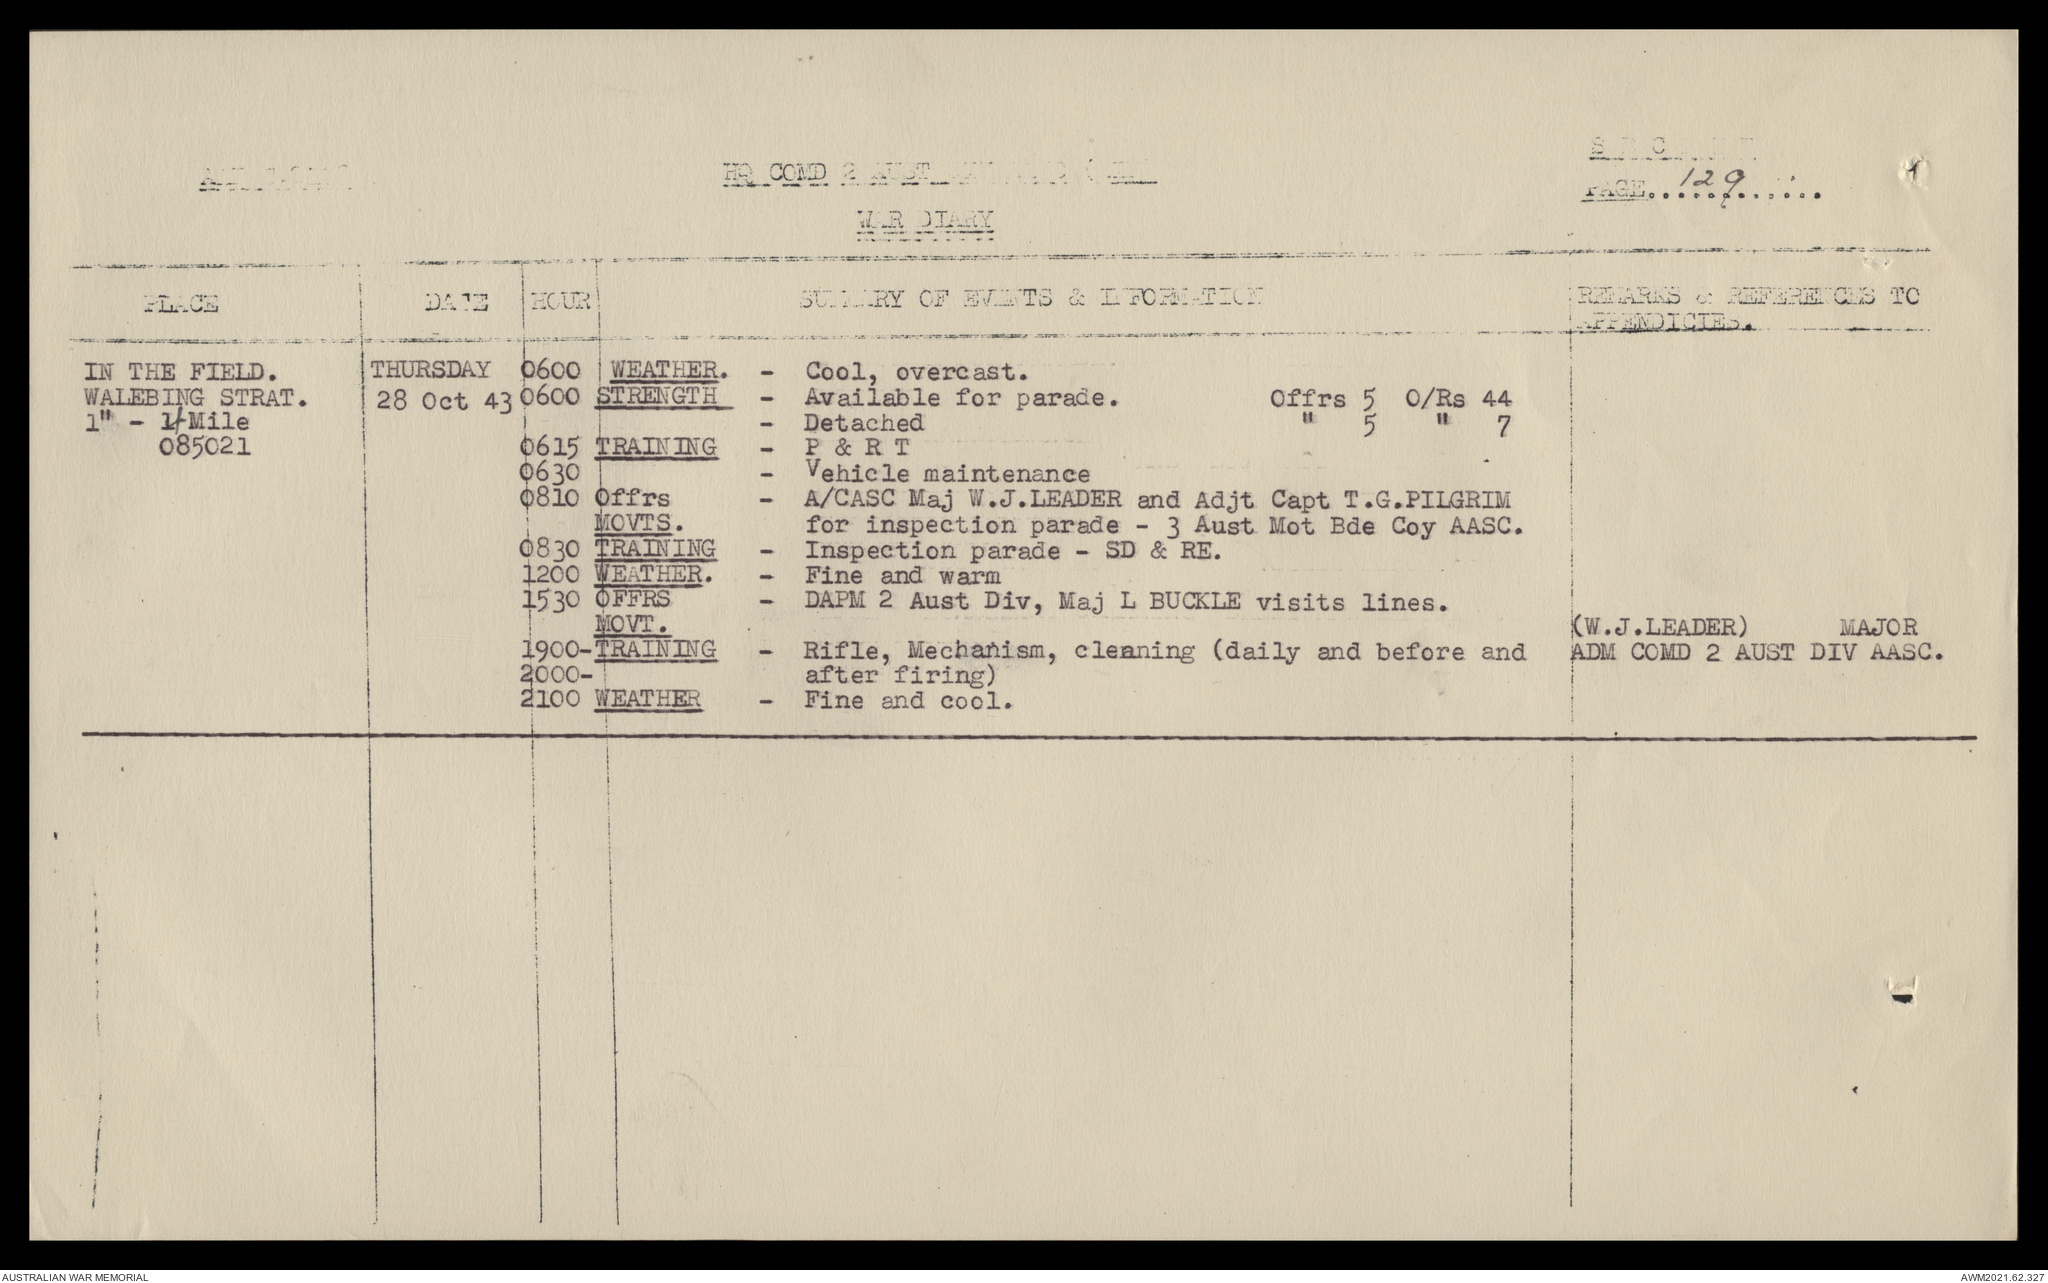 HQ COMD 2 AUST
PAGE 129
WAR DIARY
PLACE DATE HOUR SUMMARY OF EVENTS & INFORMATION REMARKS & REFERENCES TO
APPENDICIES.
IN THE FIELD. THURSDAY 0600 WEATHER. - Cool, overcast.
WALEBING STRAT. 28 Oct 43 0600 STRENGTH - Available for parade. Offrs 5 O/Rs 44
1" - 1/Mile - Detached " 5 " 7
085021 0615 TRAINING - P & R T
0630 - Vehicle maintenance
0810 Offrs - A/CASC Maj W.J.LEADER and Adjt Capt T.G.PILGRIM
MOVTS. for inspection parade - 3 Aust Mot Bde Coy AASC.
0830 TRAINING - Inspection parade - SD & RE.
1200 WEATHER. - Fine and warm
1530 OFFRS - DAPM 2 Aust Div, Maj L BUCKLE visits lines.
MOVT. (W.J.LEADER) MAJOR
1900- TRAINING - Rifle, Mechanism, cleaning (daily and before and ADM COMD 2 AUST DIV AASC.
2000- after firing)
2100 WEATHER - Fine and cool.
AUSTRALIAN WAR MEMORIAL AWM2021.62.327